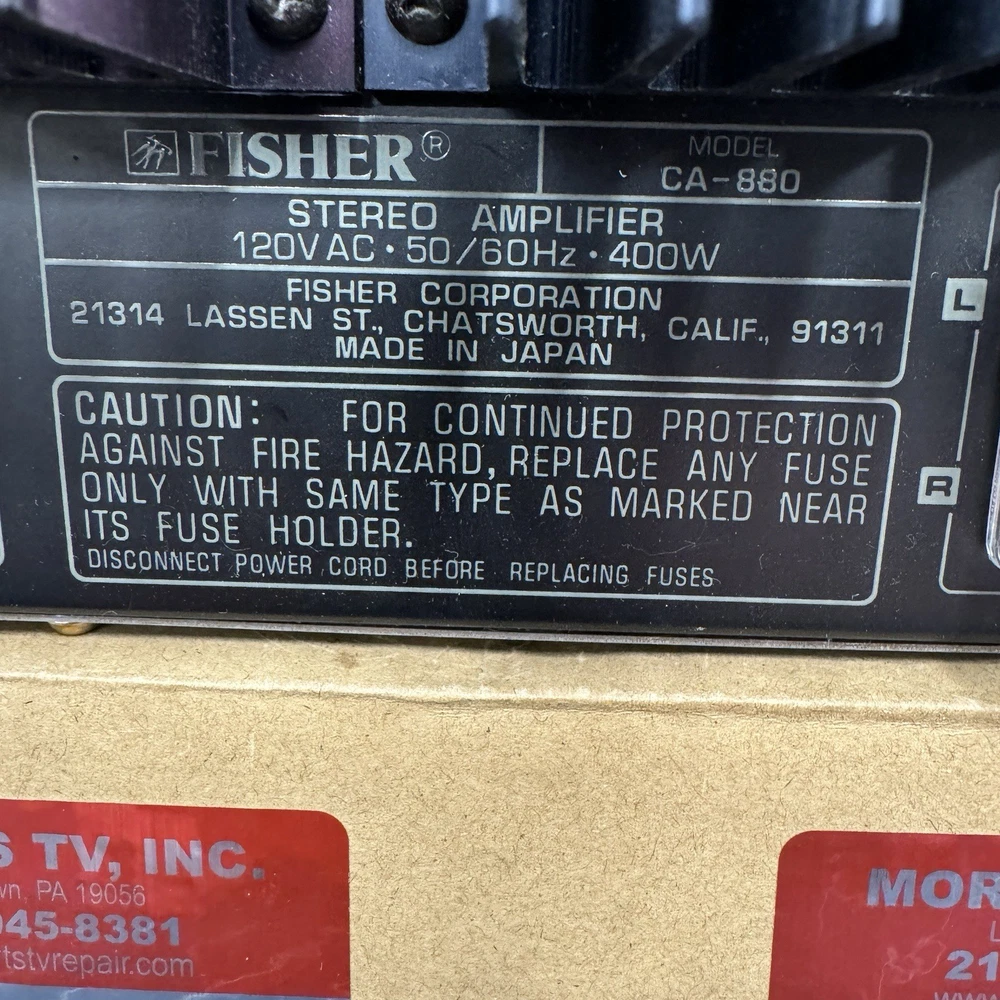 FISHER®
MODEL
CA-880
STEREO AMPLIFIER
120VAC·50/60Hz·400W
FISHER CORPORATION
21314 LASSEN ST., CHATSWORTH, CALIF., 91311
MADE IN JAPAN
L
CAUTION: FOR CONTINUED PROTECTION
AGAINST FIRE HAZARD, REPLACE ANY FUSE
ONLY WITH SAME TYPE AS MARKED NEAR
ITS FUSE HOLDER.
DISCONNECT POWER CORD BEFORE REPLACING FUSES
R
S TV, INC.
wn, PA 19056
045-8381
tstvrepair.com
MOR
L
21
www